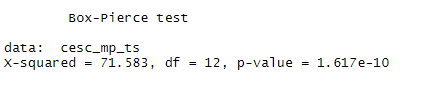 Box-Pierce test
data:  cesc_mp_ts
X-squared = 71.583, df = 12, p-value = 1.617e-10